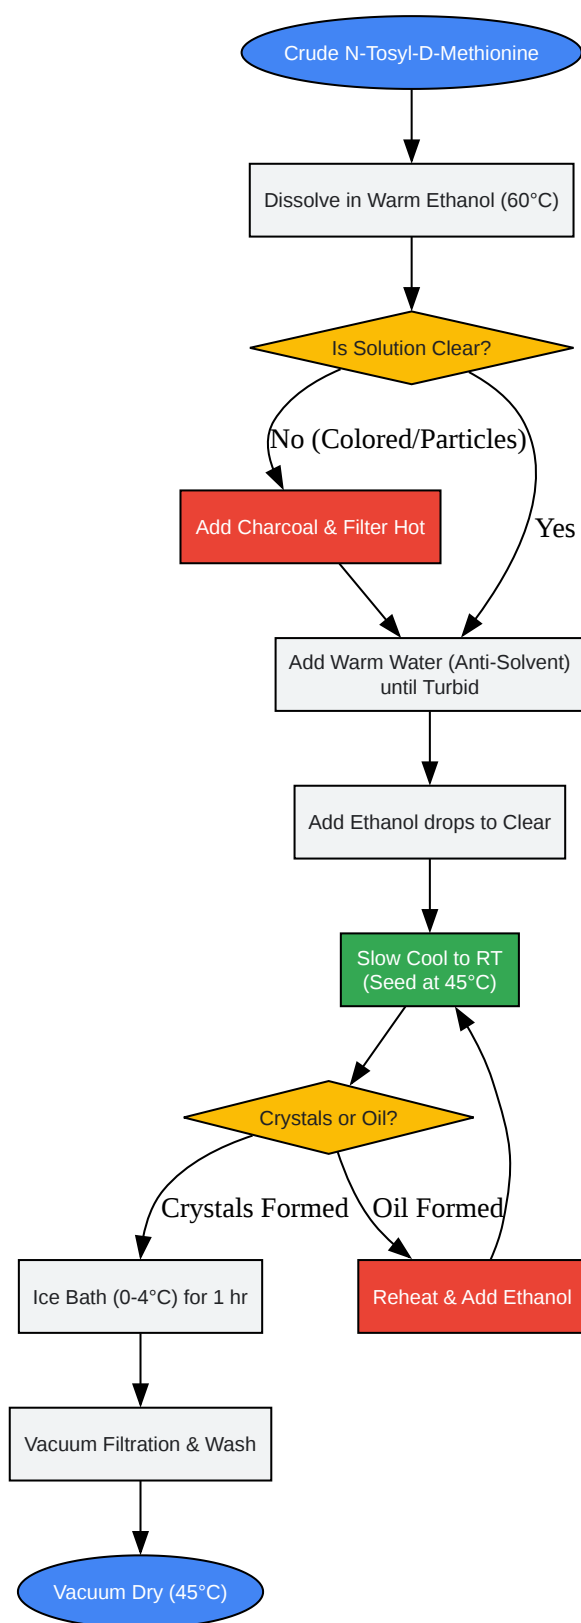 Crude N-Tosyl-D-Methionine
Dissolve in Warm Ethanol (60°C)
Is Solution Clear?
No (Colored/Particles)
Add Charcoal & Filter Hot
Yes
Add Warm Water (Anti-Solvent)
until Turbid
Add Ethanol drops to Clear
Slow Cool to RT
(Seed at 45°C)
Crystals or Oil?
Crystals Formed
Oil Formed
Ice Bath (0-4°C) for 1 hr
Reheat & Add Ethanol
Vacuum Filtration & Wash
Vacuum Dry (45°C)